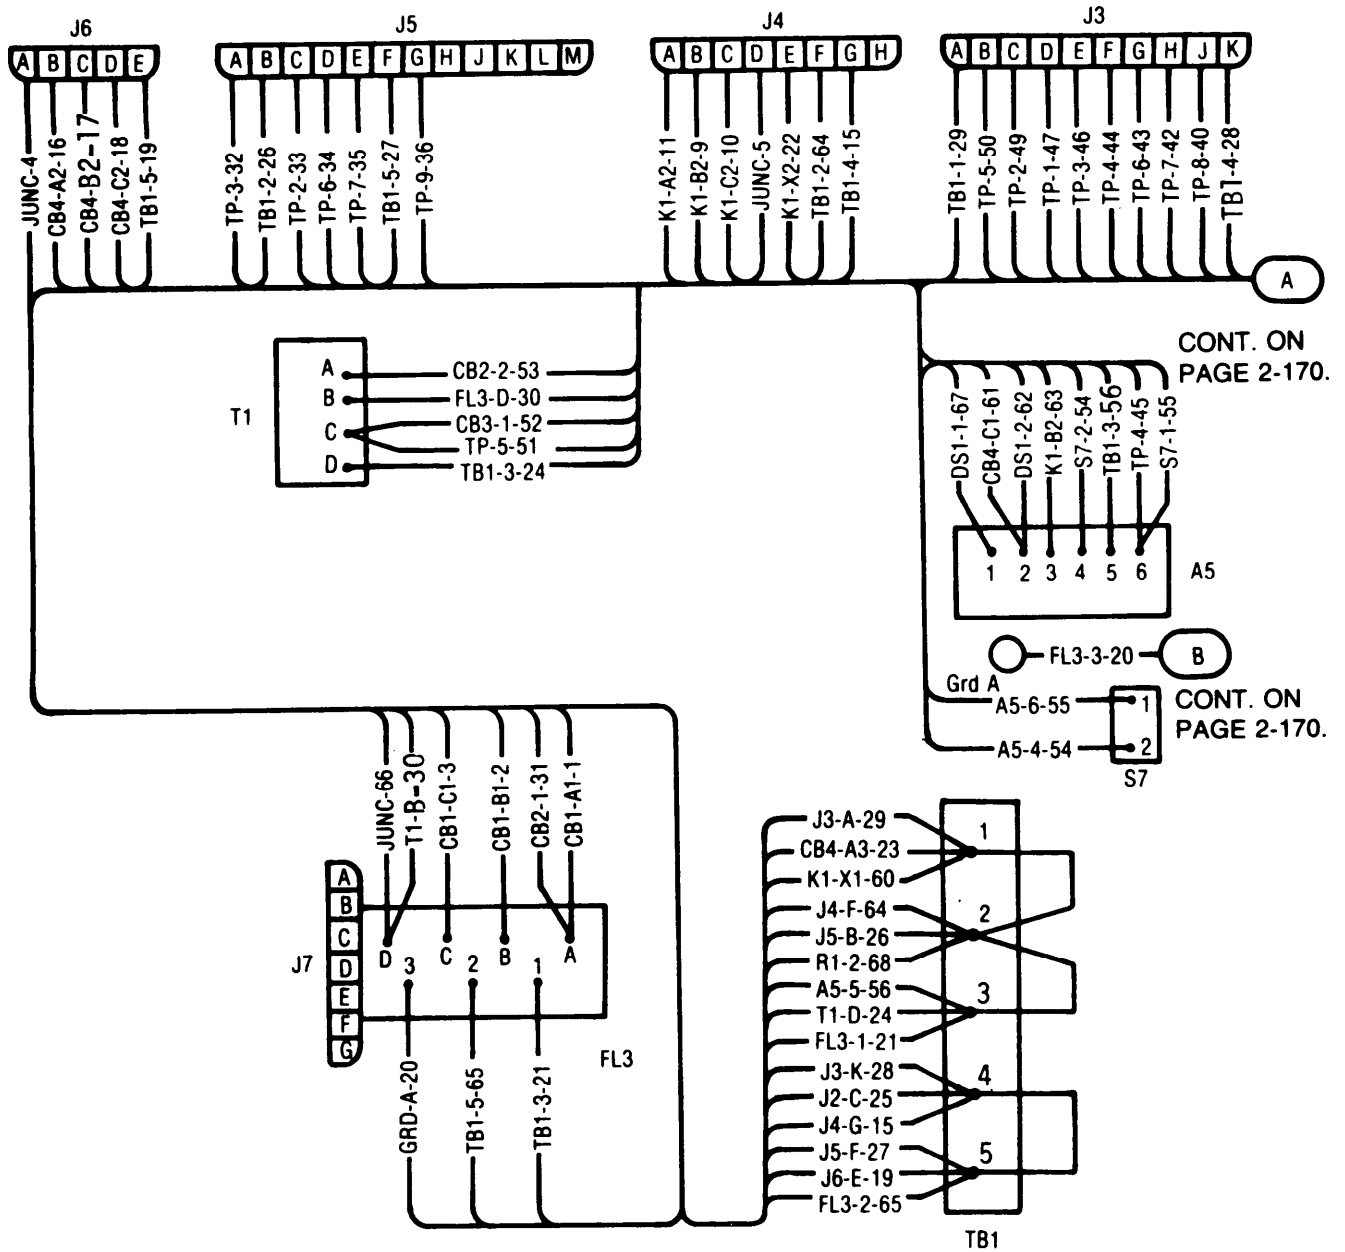 J6
J5
J4
J3
A B C D E
A B C D E F G H J K L M
A B C D E F G H
A B C D E F G H J K
JUNC-4
CB4-A2-16
CB4-B2-17
CB4-C2-18
TB1-5-19
TP-3-32
TB1-2-26
TP-2-33
TP-6-34
TP-7-35
TB1-5-27
TP-9-36
K1-A2-11
K1-B2-9
K1-C2-10
JUNC-5
K1-X2-22
TB1-2-64
TB1-4-15
TB1-1-29
TP-5-50
TP-2-49
TP-1-47
TP-3-46
TP-4-44
TP-6-43
TP-7-42
TP-8-40
TB1-4-28
A
CONT. ON
PAGE 2-170.
T1
A
B
C
D
CB2-2-53
FL3-D-30
CB3-1-52
TP-5-51
TB1-3-24
DS1-1-67
CB4-C1-61
DS1-2-62
K1-B2-63
S7-2-54
TB1-3-56
TP-4-45
S7-1-55
1 2 3 4 5 6
A5
FL3-3-20
B
Grd A
A5-6-55
A5-4-54
1
2
S7
CONT. ON
PAGE 2-170.
JUNC-66
T1-B-30
CB1-C1-3
CB1-B1-2
CB2-1-31
CB1-A1-1
J7
A
B
C
D
E
F
G
D C B A
3 2 1
FL3
GRD-A-20
TB1-5-65
TB1-3-21
J3-A-29
CB4-A3-23
K1-X1-60
J4-F-64
J5-B-26
R1-2-68
A5-5-56
T1-D-24
FL3-1-21
J3-K-28
J2-C-25
J4-G-15
J5-F-27
J6-E-19
FL3-2-65
1
2
3
4
5
TB1